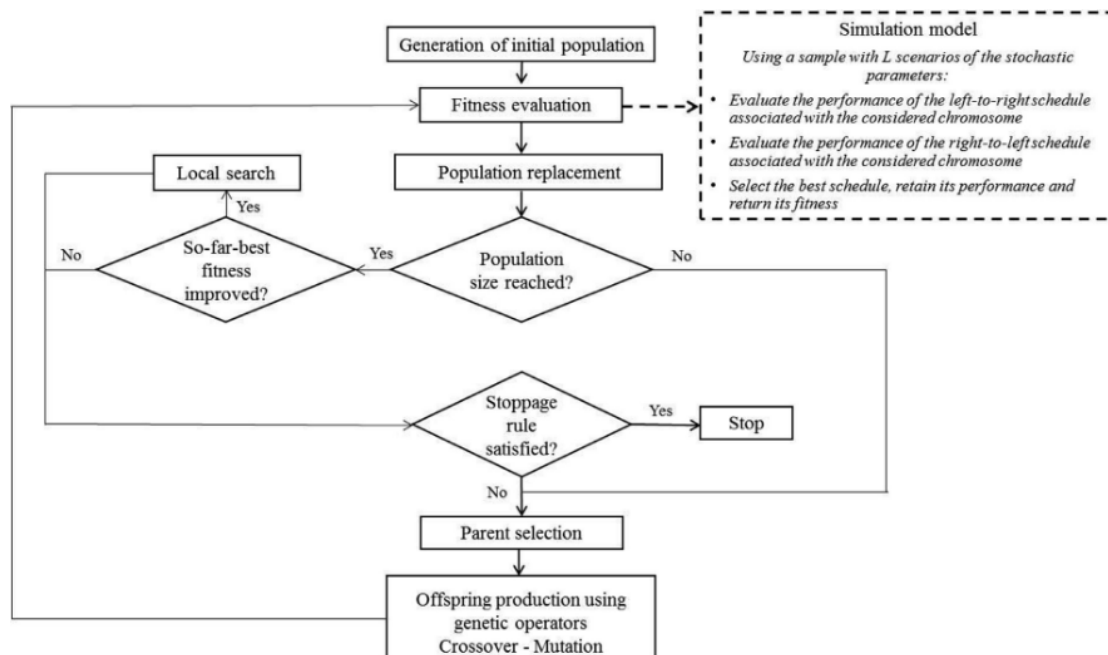 Generation of initial population
Fitness evaluation
Population replacement
Local search
Yes
So-far-best
fitness
improved?
No
Yes
Population
size reached?
No
Stoppage
rule
satisfied?
Yes
Stop
No
Parent selection
Offspring production using
genetic operators
Crossover - Mutation
Simulation model
Using a sample with L scenarios of the stochastic
parameters:
• Evaluate the performance of the left-to-right schedule
associated with the considered chromosome
• Evaluate the performance of the right-to-left schedule
associated with the considered chromosome
• Select the best schedule, retain its performance and
return its fitness